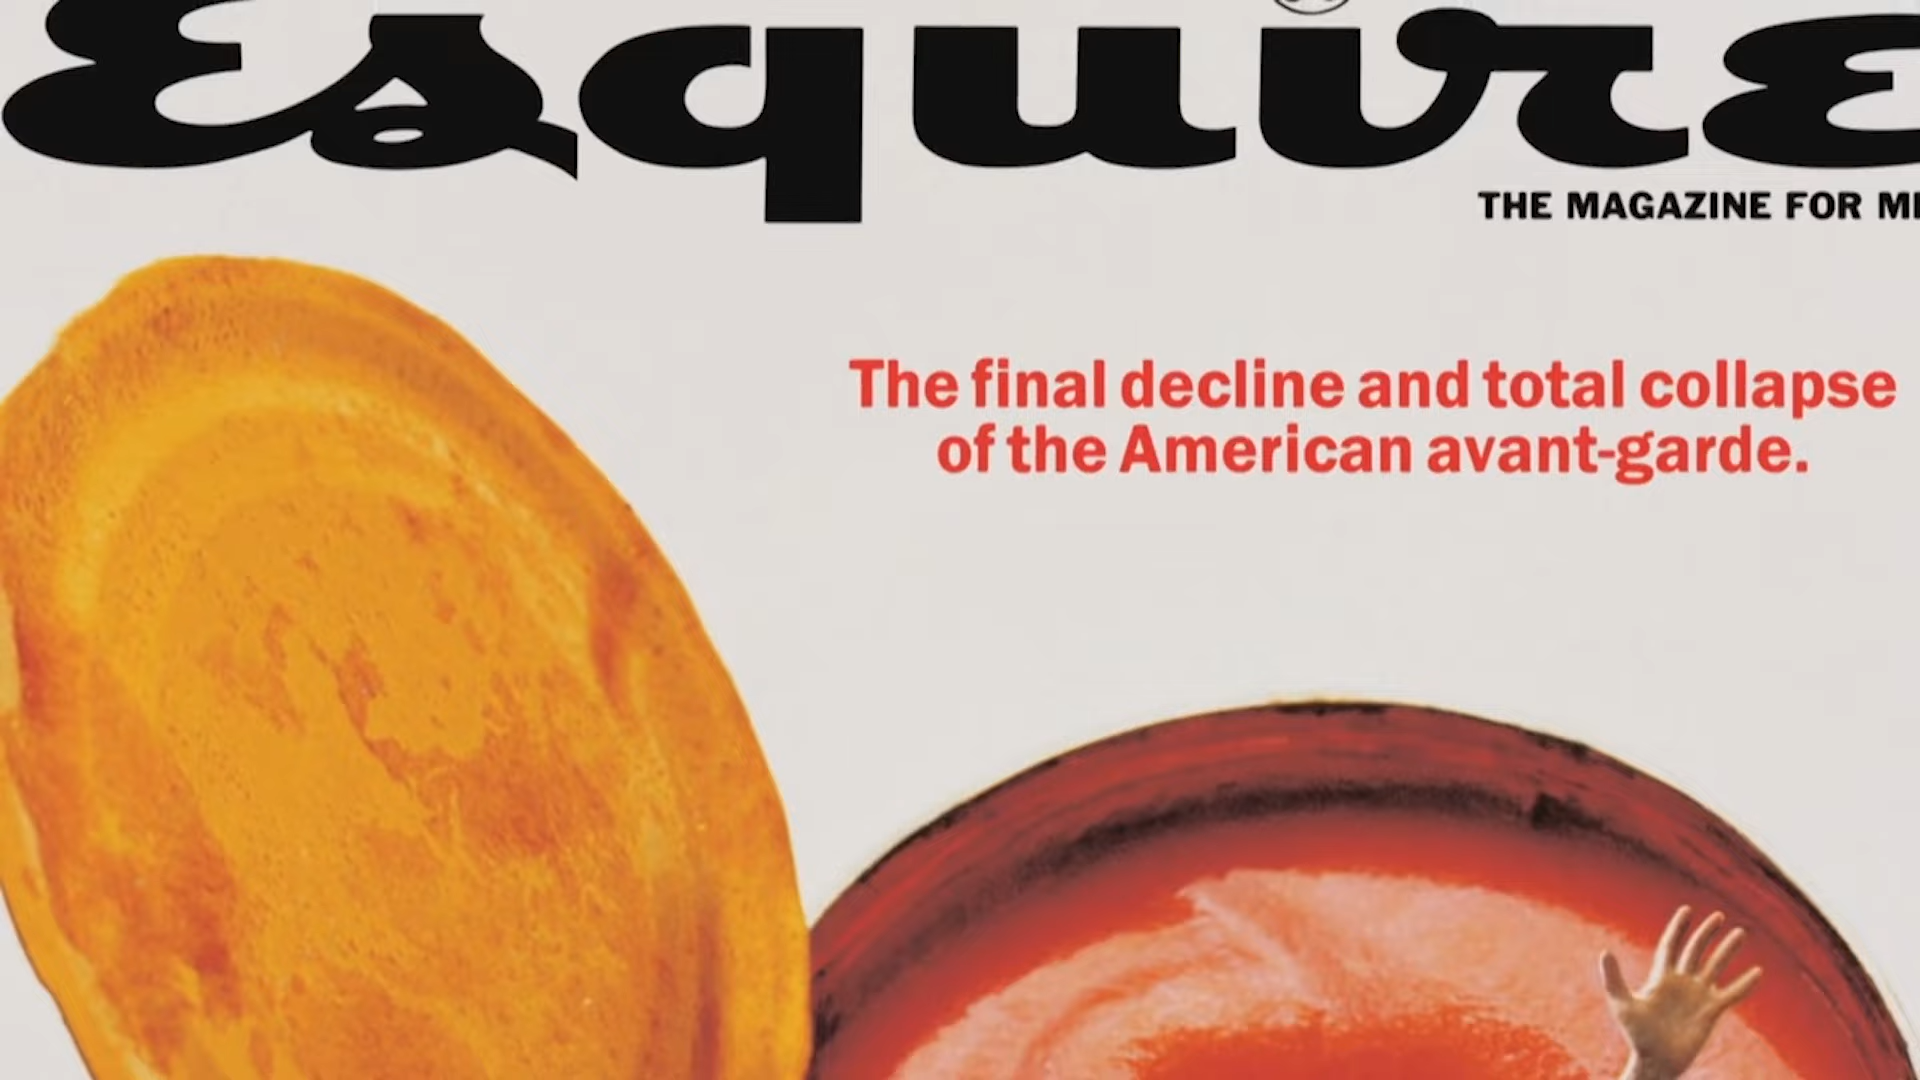 Esquire
THE MAGAZINE FOR
The final decline and total collapse
of the American avant-garde.